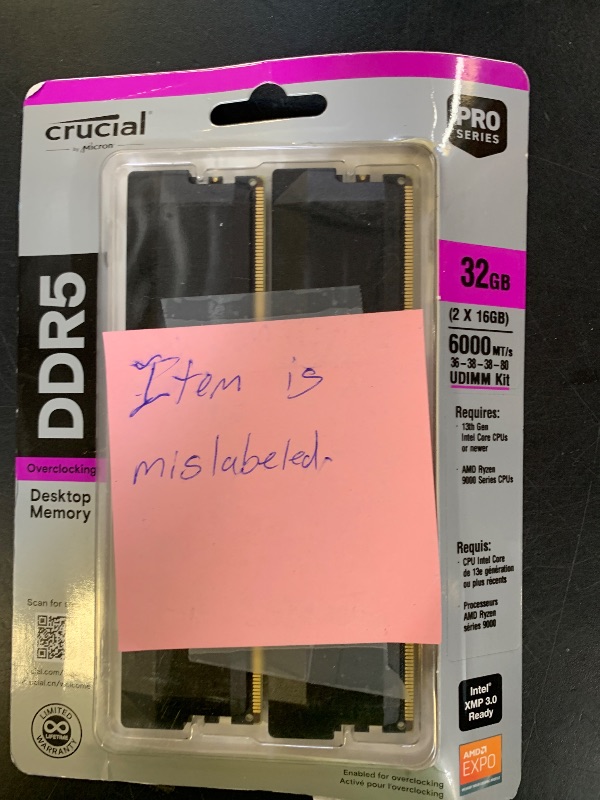 crucial
by Micron
PRO
SERIES
DDR5
Overclocking
Desktop
Memory
32GB
(2 X 16GB)
6000MT/s
36-38-38-80
UDIMM Kit
Requires:
· 13th Gen
Intel Core CPUs
or newer
· AMD Ryzen
9000 Series CPUs
Item is
mislabeled.
Requis:
· CPU Intel Core
de 13e génération
ou plus récents
· Processeurs
AMD Ryzen
série 9000
Scan for
LIMITED
LIFETIME
WARRANTY
Intel®
XMP 3.0
Ready
AMD
EXPO
Enabled for overclocking
Activé pour l'overclocking